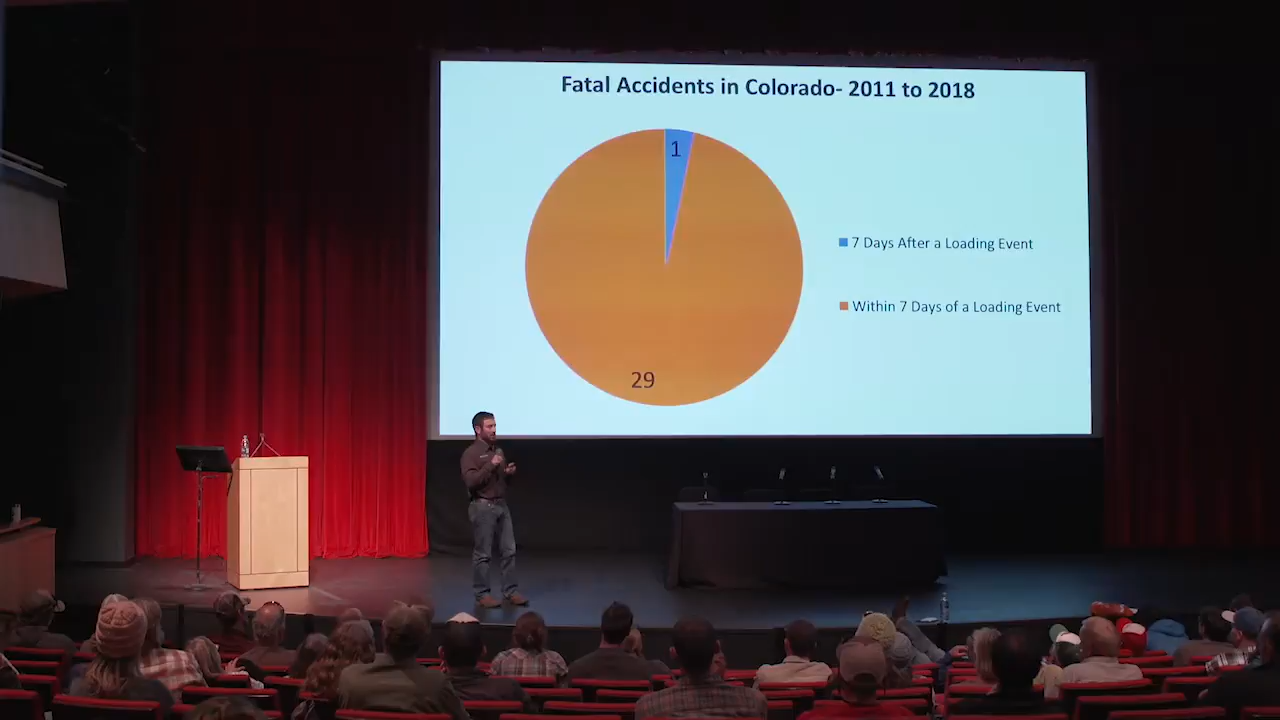 Fatal Accidents in Colorado- 2011 to 2018
1
7 Days After a Loading Event
Within 7 Days of a Loading Event
29